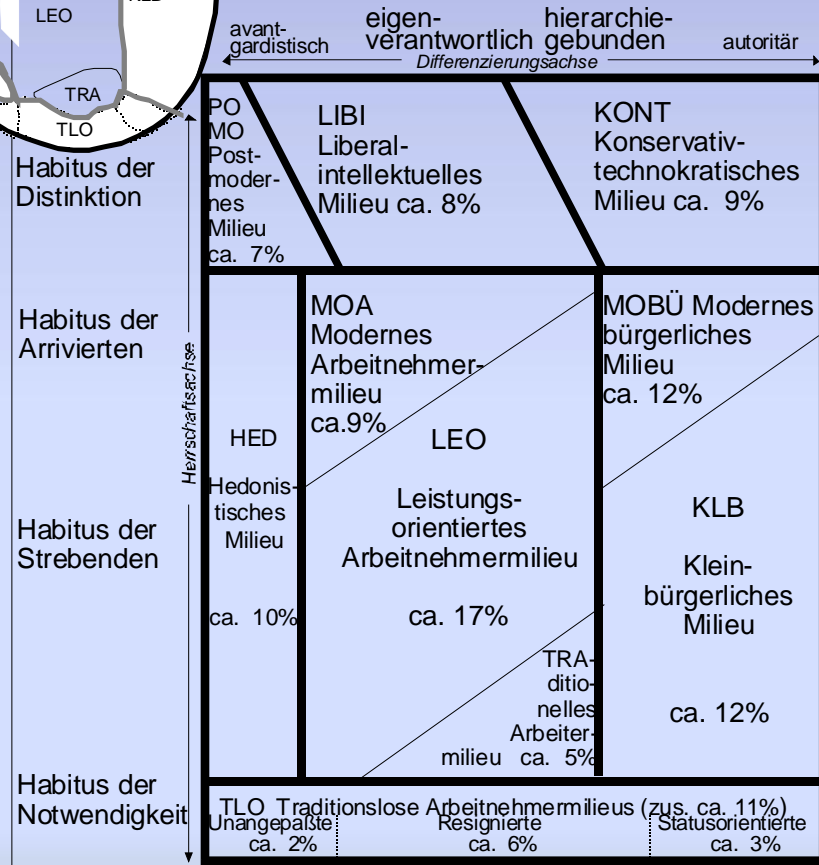 LEO
TRA
TLO
avant-
gardistisch
eigen-
verantwortlich
hierarchie-
gebunden
autoritär
Differenzierungsachse
Herrschaftsachse
Habitus der
Distinktion
PO
MO
Post-
moder-
nes
Milieu
ca. 7%
LIBI
Liberal-
intellektuelles
Milieu ca. 8%
KONT
Konservativ-
technokratisches
Milieu ca. 9%
Habitus der
Arrivierten
MOA
Modernes
Arbeitnehmer-
milieu
ca.9%
MOBÜ Modernes
bürgerliches
Milieu
ca. 12%
Habitus der
Strebenden
HED
Hedonis-
tisches
Milieu
ca. 10%
LEO
Leistungs-
orientiertes
Arbeitnehmermilieu
ca. 17%
KLB
Klein-
bürgerliches
Milieu
ca. 12%
TRA-
ditio-
nelles
Arbeiter-
milieu ca. 5%
Habitus der
Notwendigkeit
TLO Traditionslose Arbeitnehmermilieus (zus. ca. 11%)
Unangepaßte
ca. 2%
Resignierte
ca. 6%
Statusorientierte
ca. 3%